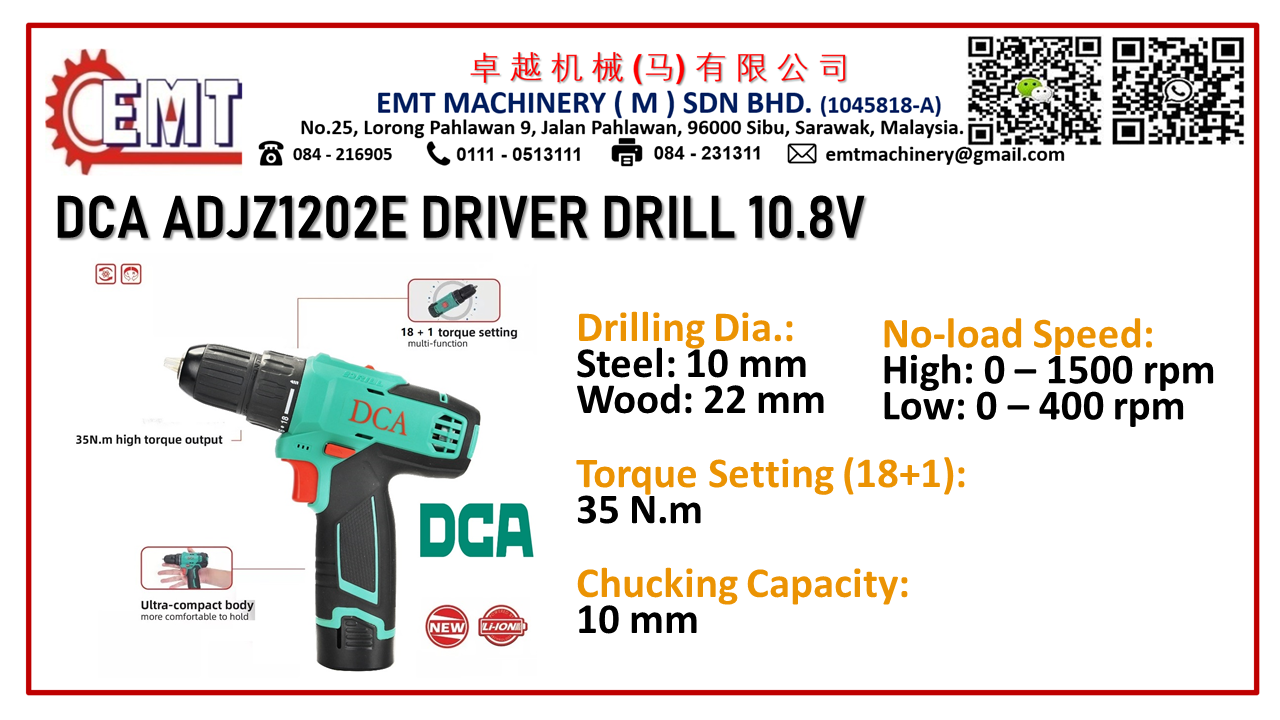 EMT
卓越机械(马)有限公司
EMT MACHINERY ( M ) SDN BHD. (1045818-A)
No.25, Lorong Pahlawan 9, Jalan Pahlawan, 96000 Sibu, Sarawak, Malaysia.
084 - 216905 0111 - 0513111 084 - 231311 emtmachinery@gmail.com
DCA ADJZ1202E DRIVER DRILL 10.8V
18 + 1 torque setting
multi-function
35N.m high torque output
18
DCA
DCA
Ultra-compact body
more comfortable to hold
NEW
LI-ION
Drilling Dia.:
Steel: 10 mm
Wood: 22 mm
No-load Speed:
High: 0 – 1500 rpm
Low: 0 – 400 rpm
Torque Setting (18+1):
35 N.m
Chucking Capacity:
10 mm